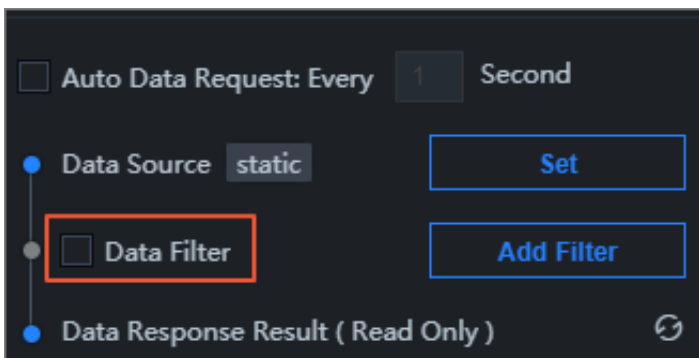 Auto Data Request: Every 1 Second
Data Source static Set
Data Filter Add Filter
Data Response Result ( Read Only )